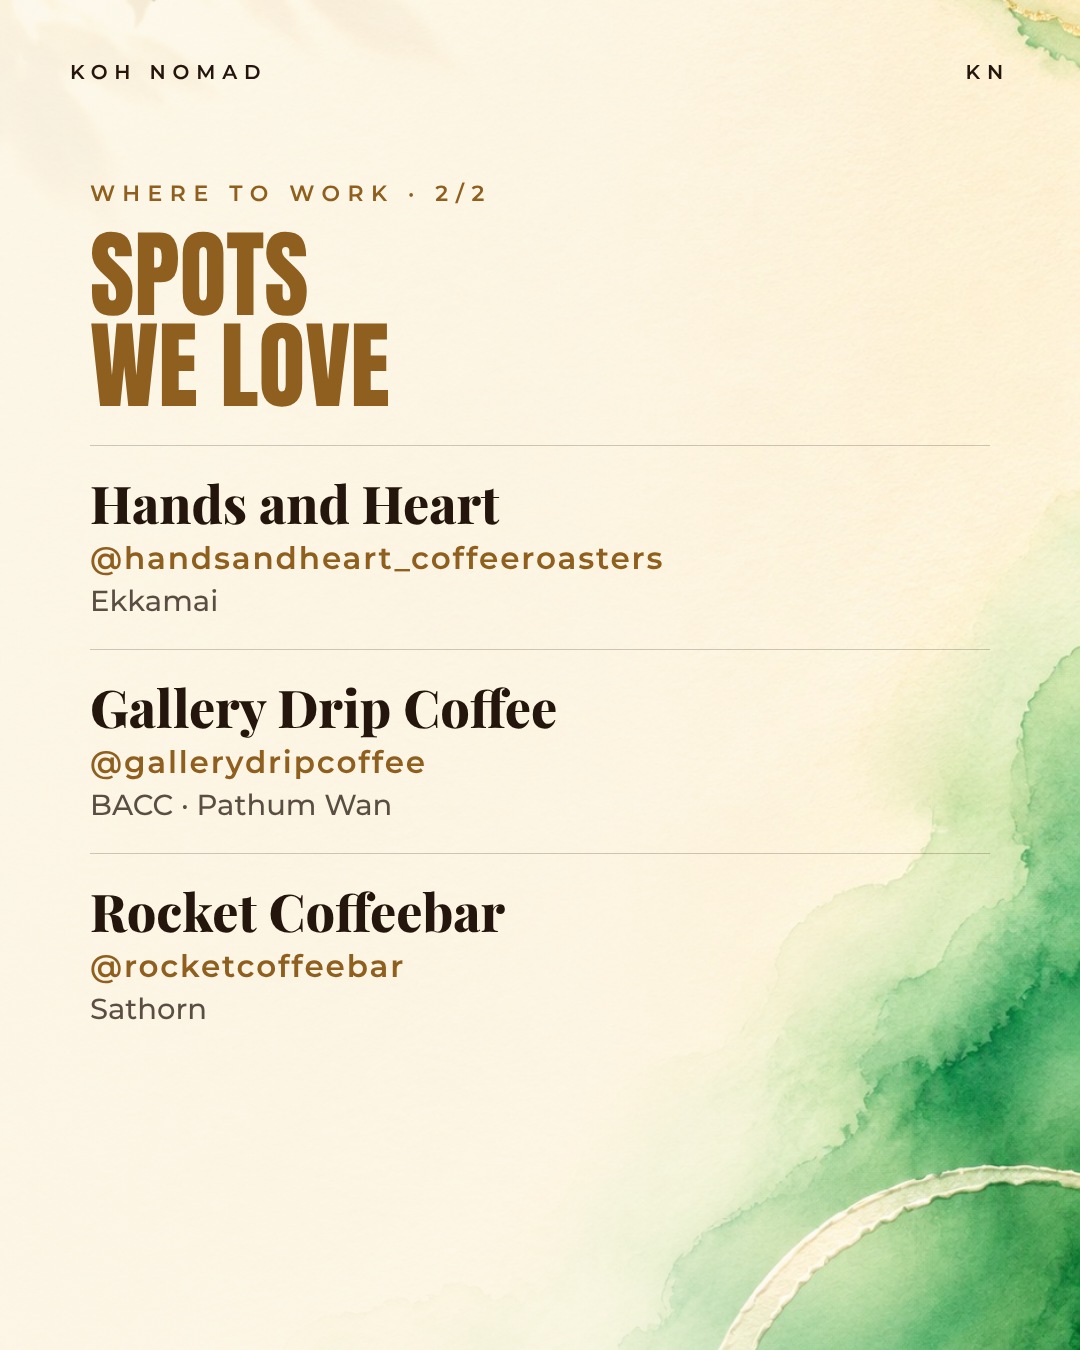 KOH NOMAD
KN
WHERE TO WORK · 2/2
SPOTS
WE LOVE
Hands and Heart
@handsandheart_coffeeroasters
Ekkamai
Gallery Drip Coffee
@gallerydripcoffee
BACC · Pathum Wan
Rocket Coffeebar
@rocketcoffeebar
Sathorn